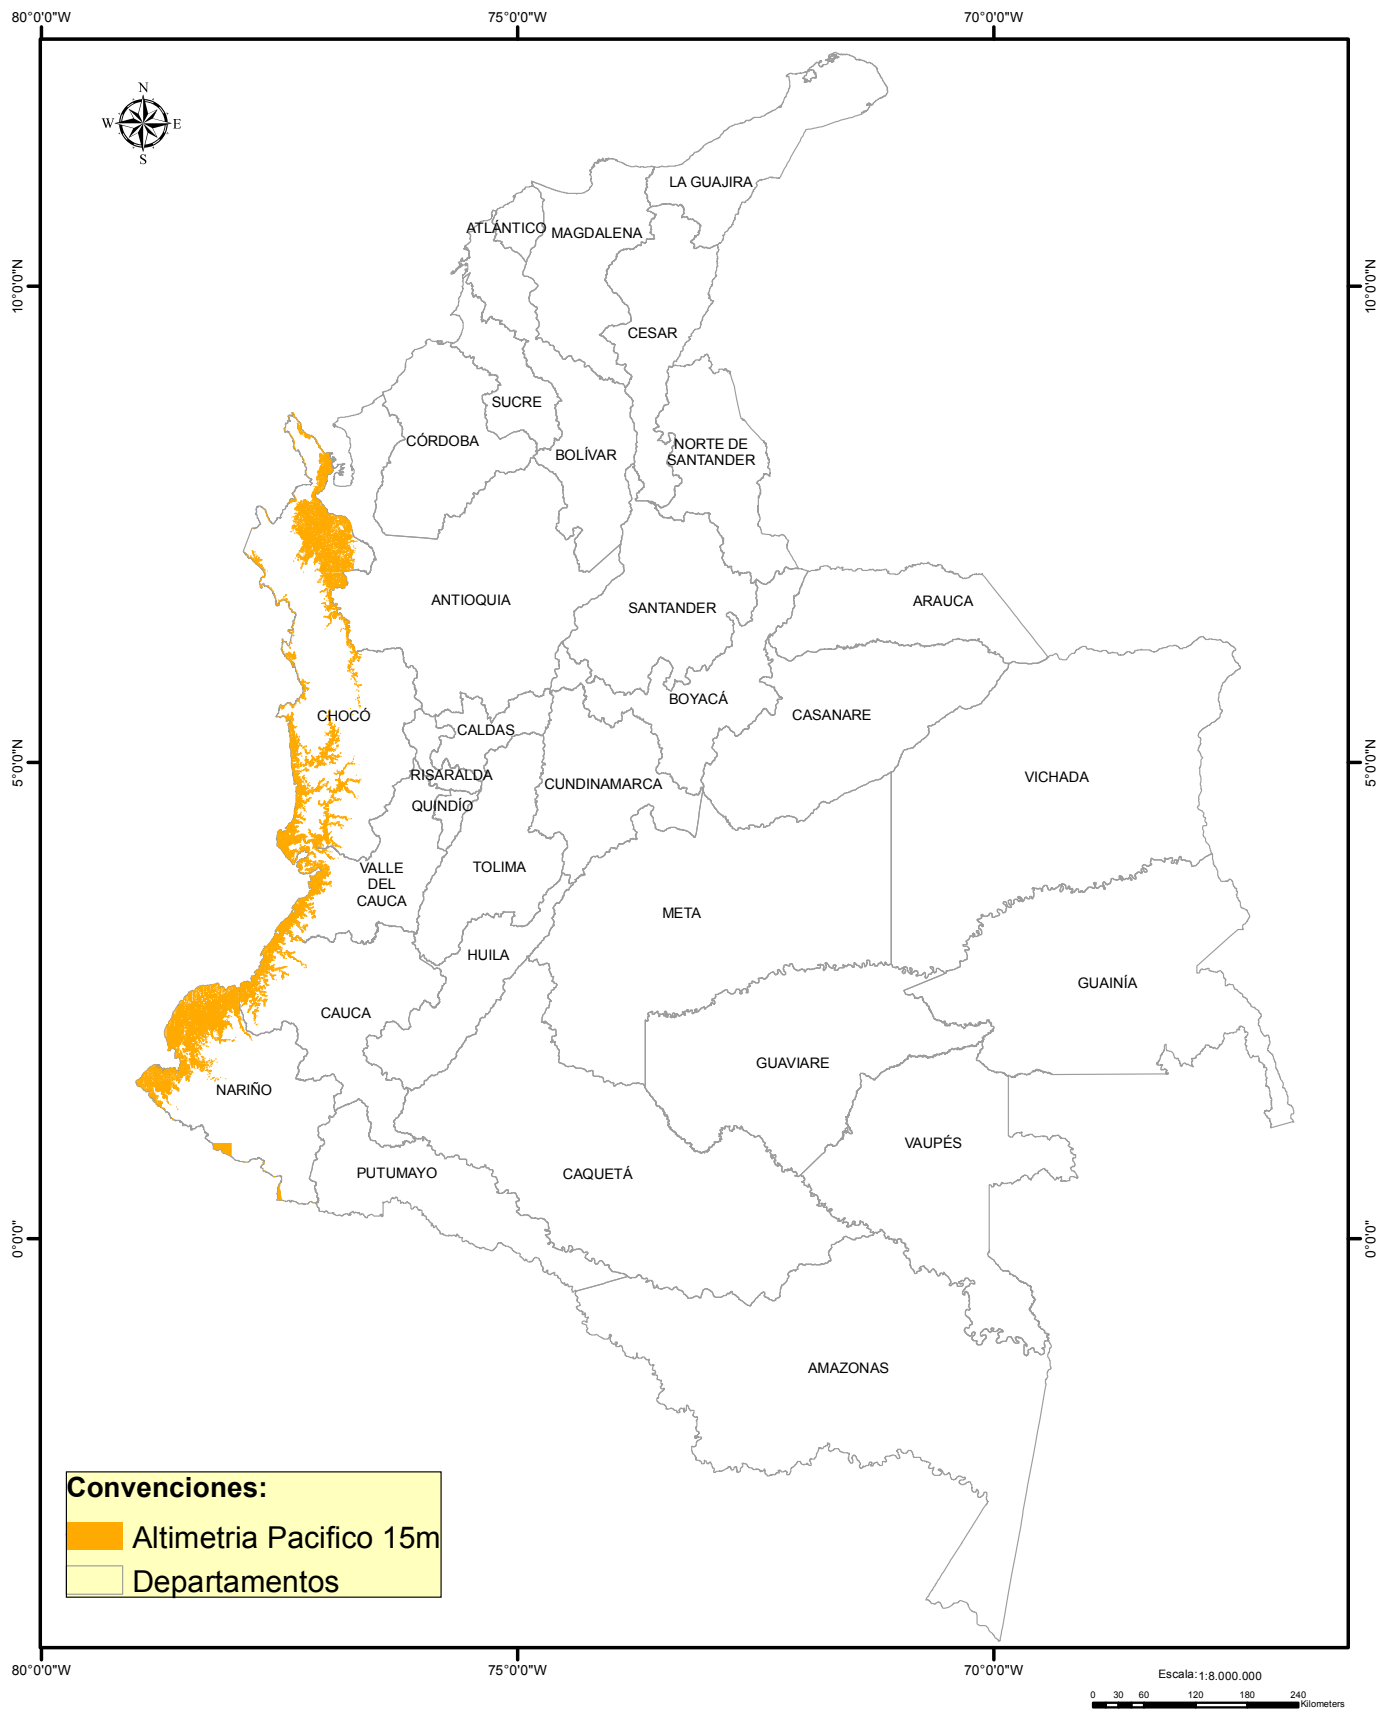 80°0'0"W 75°0'0"W 70°0'0"W
N
W E
S
LA GUAJIRA
ATLÁNTICO
MAGDALENA
10°0'0"N
10°0'0"N
CESAR
SUCRE
CÓRDOBA
NORTE DE
SANTANDER
BOLÍVAR
ANTIOQUIA
SANTANDER
ARAUCA
BOYACÁ
CHOCÓ
CASANARE
CALDAS
5°0'0"N
5°0'0"N
RISARALDA
CUNDINAMARCA
VICHADA
QUINDÍO
VALLE
DEL
CAUCA
TOLIMA
META
HUILA
GUAINÍA
CAUCA
GUAVIARE
NARIÑO
VAUPÉS
PUTUMAYO
CAQUETÁ
0°0'0"
0°0'0"
AMAZONAS
Convenciones:
Altimetria Pacifico 15m
Departamentos
80°0'0"W 75°0'0"W 70°0'0"W
Escala:1:8.000.000
0 30 60 120 180 240
Kilometers